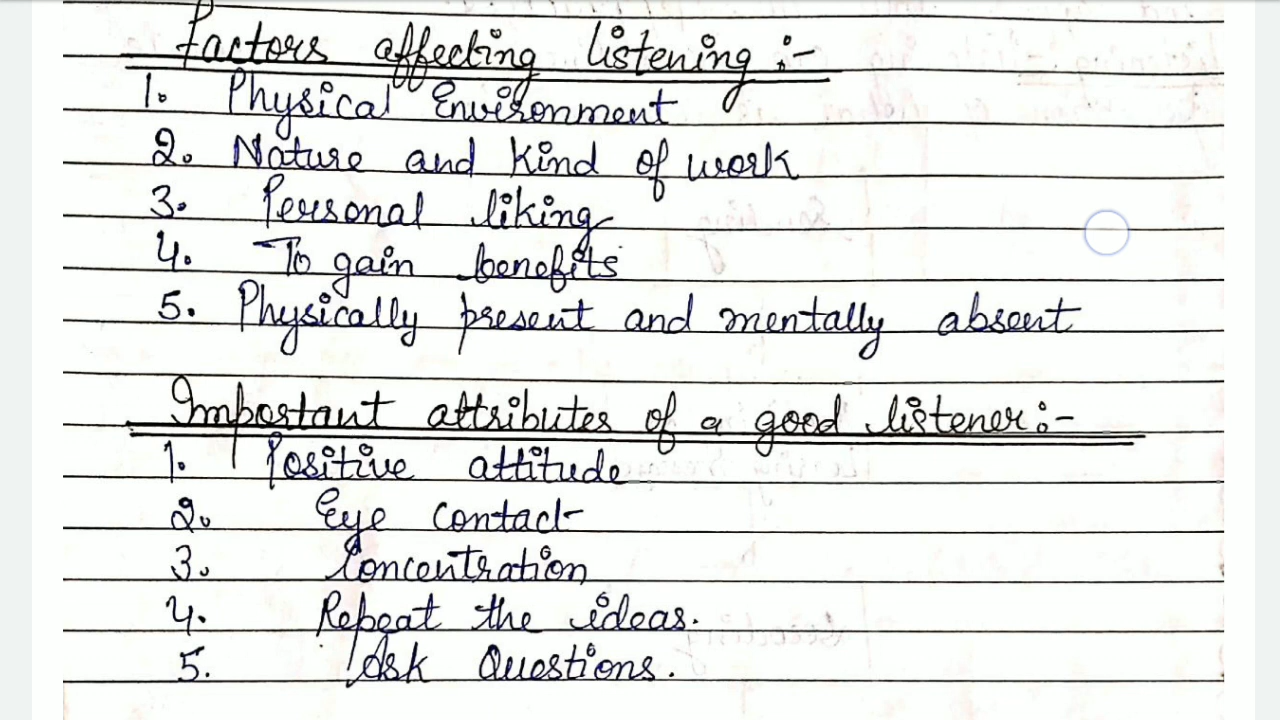 Factors affecting listening :-
1. Physical Environment
2. Nature and kind of work
3. Personal liking
4. To gain benefits
5. Physically present and mentally absent
Important attributes of a good listener :-
1. Positive attitude
2. Eye contact
3. Concentration
4. Repeat the ideas.
5. Ask Questions.